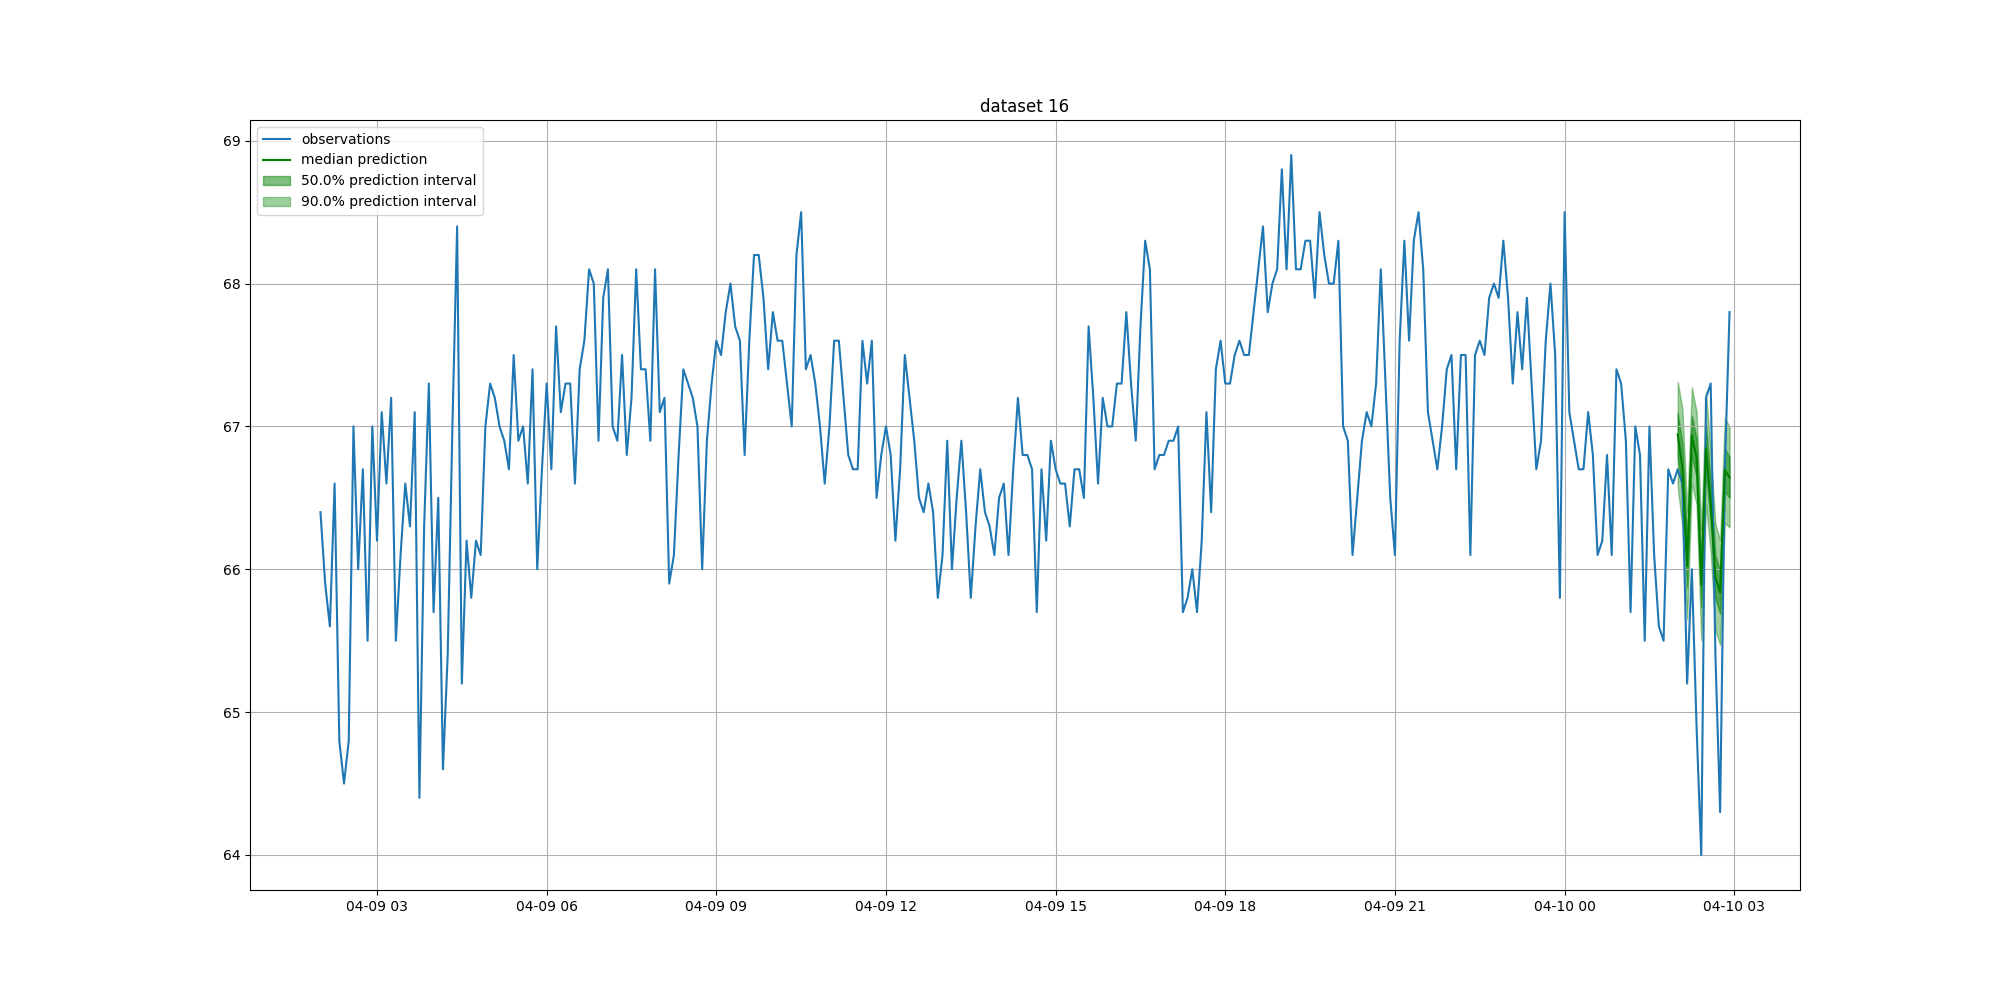 dataset 16
observations
median prediction
50.0% prediction interval
90.0% prediction interval
69
68
67
66
65
64
04-09 03 04-09 06 04-09 09 04-09 12 04-09 15 04-09 18 04-09 21 04-10 00 04-10 03